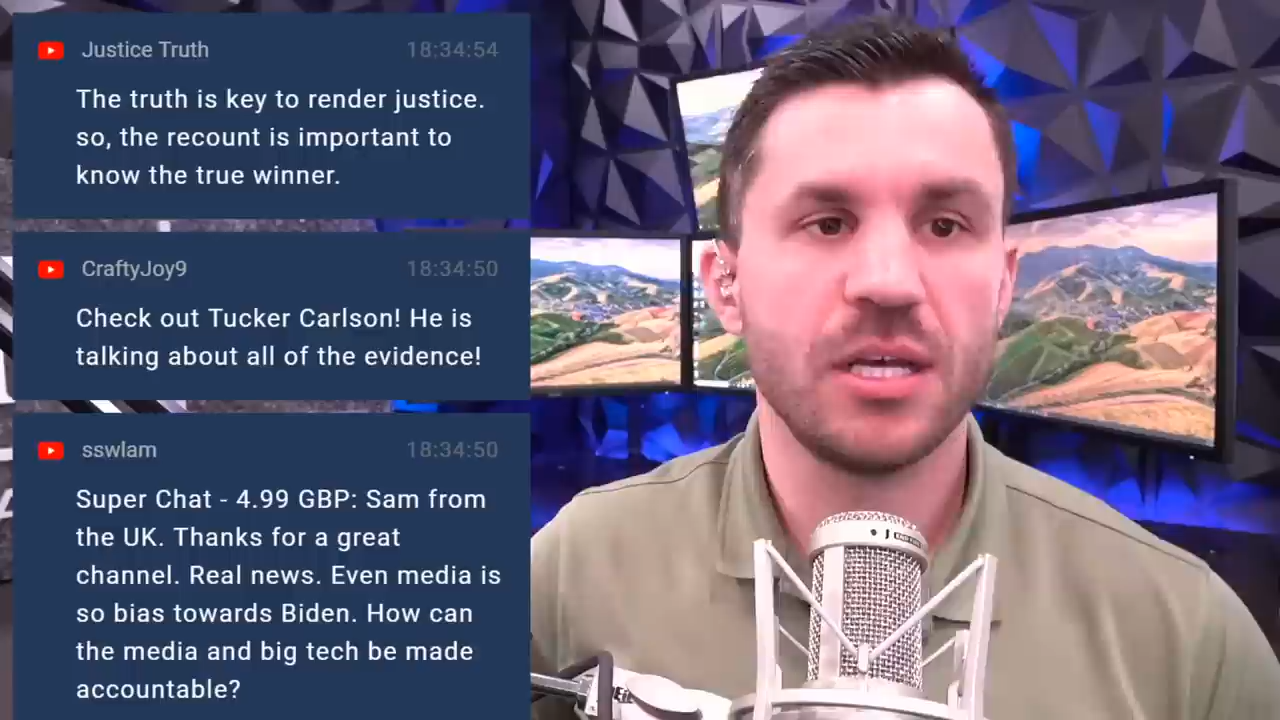 Justice Truth 18:34:54
The truth is key to render justice.
so, the recount is important to
know the true winner.
CraftyJoy9 18:34:50
Check out Tucker Carlson! He is
talking about all of the evidence!
sswlam 18:34:50
Super Chat - 4.99 GBP: Sam from
the UK. Thanks for a great
channel. Real news. Even media is
so bias towards Biden. How can
the media and big tech be made
accountable?